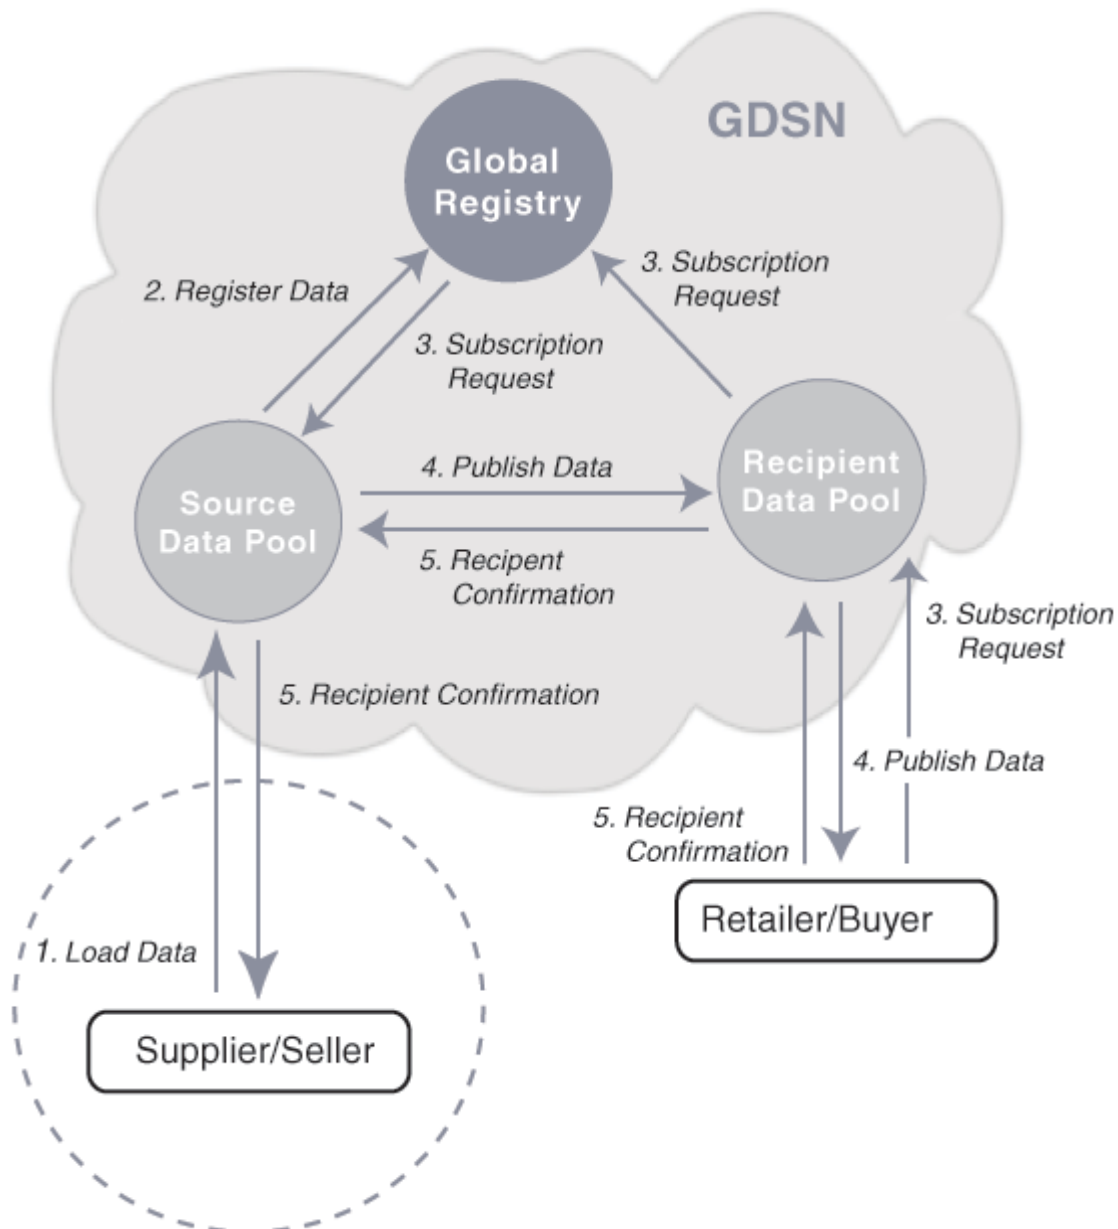 GDSN
Global
Registry
2. Register Data
3. Subscription
Request
3. Subscription
Request
Source
Data Pool
4. Publish Data
Recipient
Data Pool
5. Recipent
Confirmation
3. Subscription
Request
5. Recipient Confirmation
4. Publish Data
5. Recipient
Confirmation
Retailer/Buyer
1. Load Data
Supplier/Seller